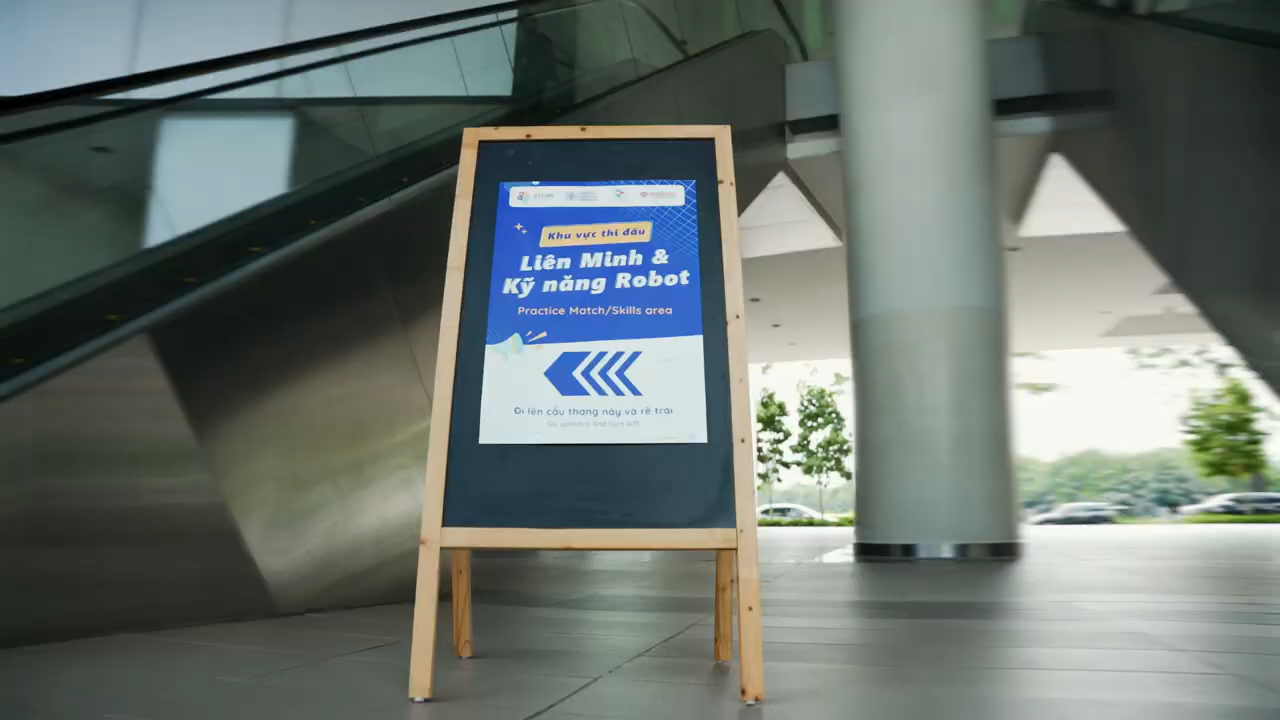 Khu vực thi đấu
Liên Minh &
Kỹ năng Robot
Practice Match/Skills area
Đi lên cầu thang này và rẽ trái
Go upstairs and turn left